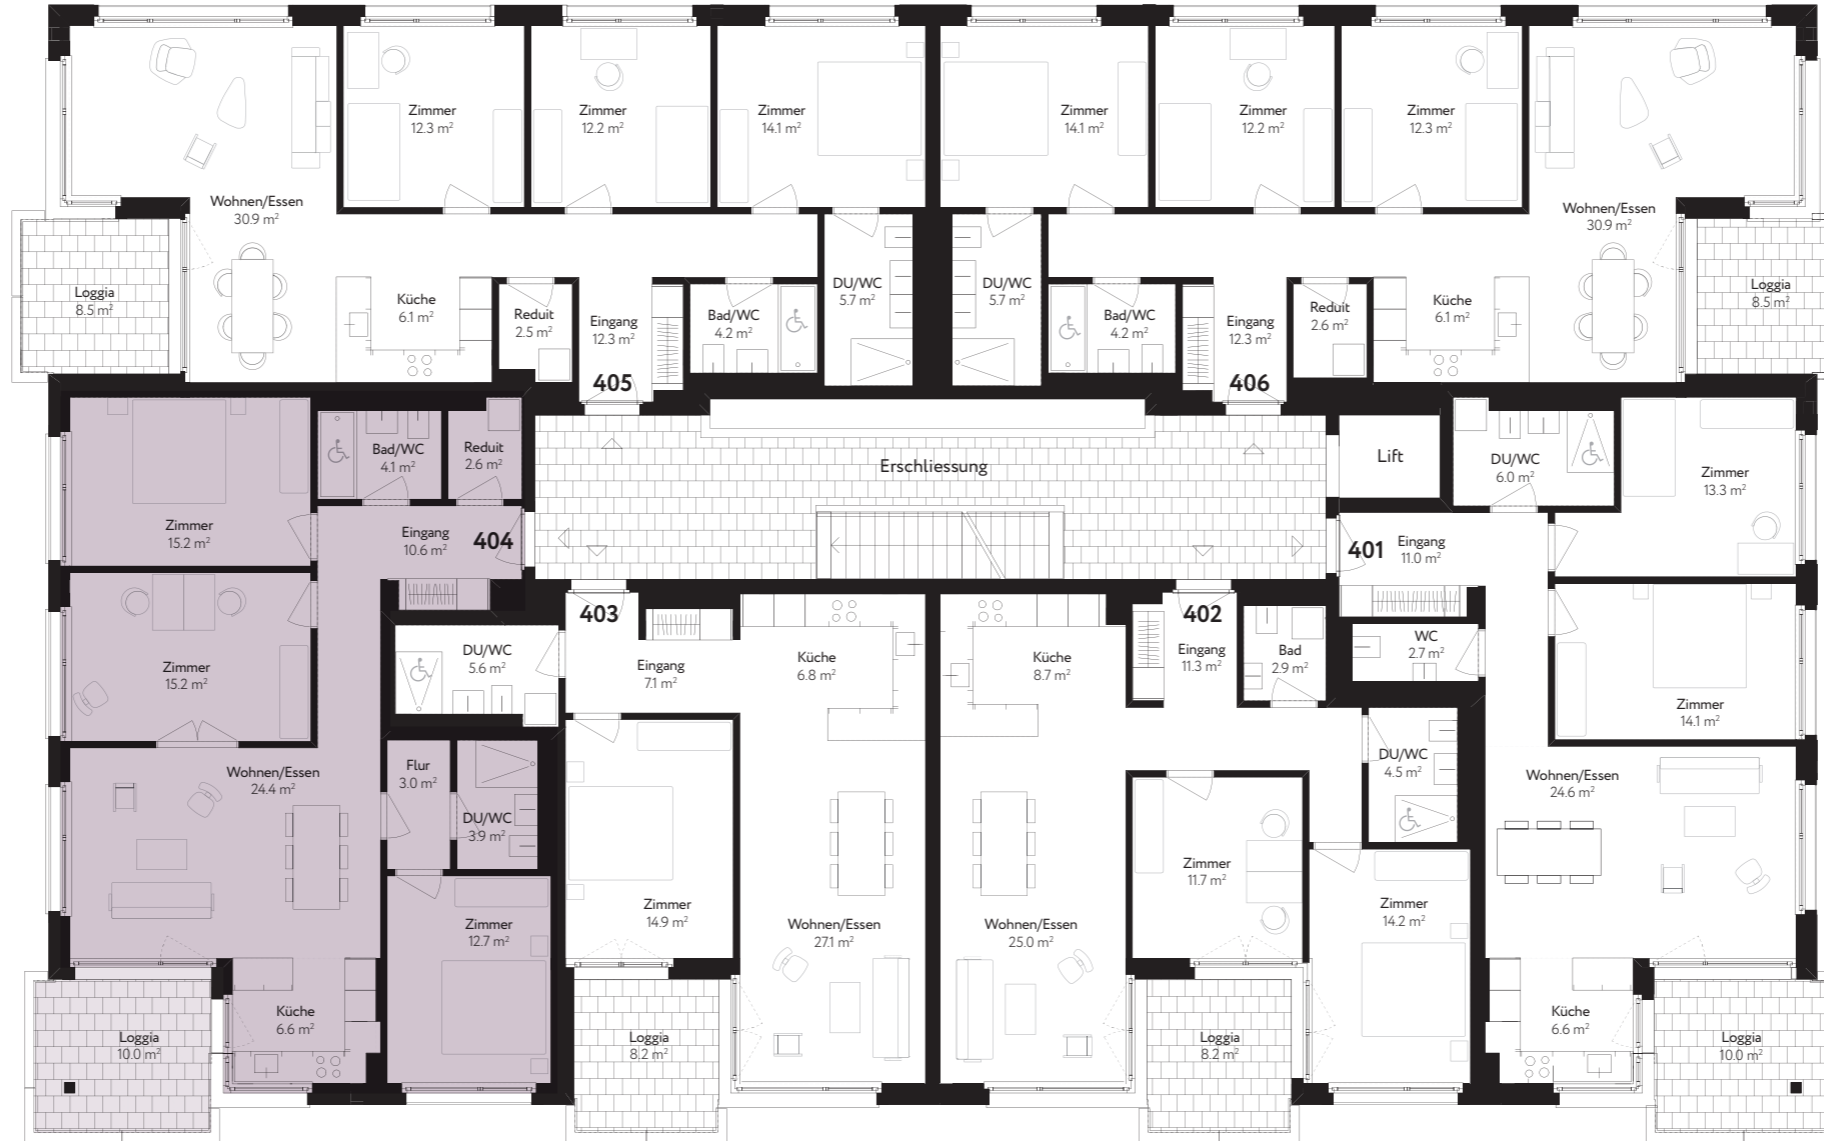 Zimmer
12.3 m²
Zimmer
12.2 m²
Zimmer
14.1 m²
Zimmer
14.1 m²
Zimmer
12.2 m²
Zimmer
12.3 m²
Wohnen/Essen
30.9 m²
Wohnen/Essen
30.9 m²
Loggia
8.5 m²
Küche
6.1 m²
Reduit
2.5 m²
Eingang
12.3 m²
405
Bad/WC
4.2 m²
DU/WC
5.7 m²
DU/WC
5.7 m²
Bad/WC
4.2 m²
Eingang
12.3 m²
406
Reduit
2.6 m²
Küche
6.1 m²
Loggia
8.5 m²
Zimmer
15.2 m²
Bad/WC
4.1 m²
Reduit
2.6 m²
Eingang
10.6 m²
404
Erschliessung
Lift
DU/WC
6.0 m²
Zimmer
13.3 m²
401
Eingang
11.0 m²
Zimmer
15.2 m²
DU/WC
5.6 m²
403
Eingang
7.1 m²
Küche
6.8 m²
Küche
8.7 m²
402
Eingang
11.3 m²
Bad
2.9 m²
WC
2.7 m²
Zimmer
14.1 m²
Wohnen/Essen
24.4 m²
Flur
3.0 m²
DU/WC
3.9 m²
DU/WC
4.5 m²
Wohnen/Essen
24.6 m²
Zimmer
12.7 m²
Zimmer
14.9 m²
Wohnen/Essen
27.1 m²
Wohnen/Essen
25.0 m²
Zimmer
11.7 m²
Zimmer
14.2 m²
Loggia
10.0 m²
Küche
6.6 m²
Loggia
8.2 m²
Loggia
8.2 m²
Küche
6.6 m²
Loggia
10.0 m²